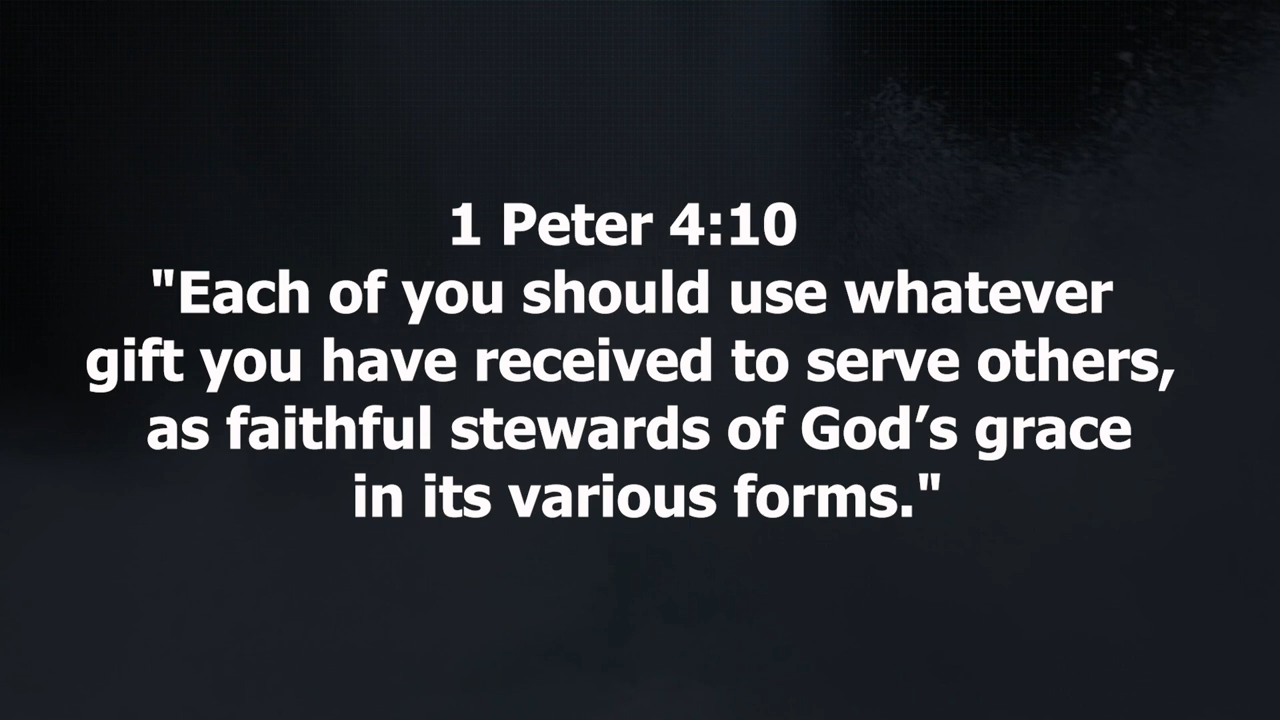 1 Peter 4:10
"Each of you should use whatever
gift you have received to serve others,
as faithful stewards of God’s grace
in its various forms."